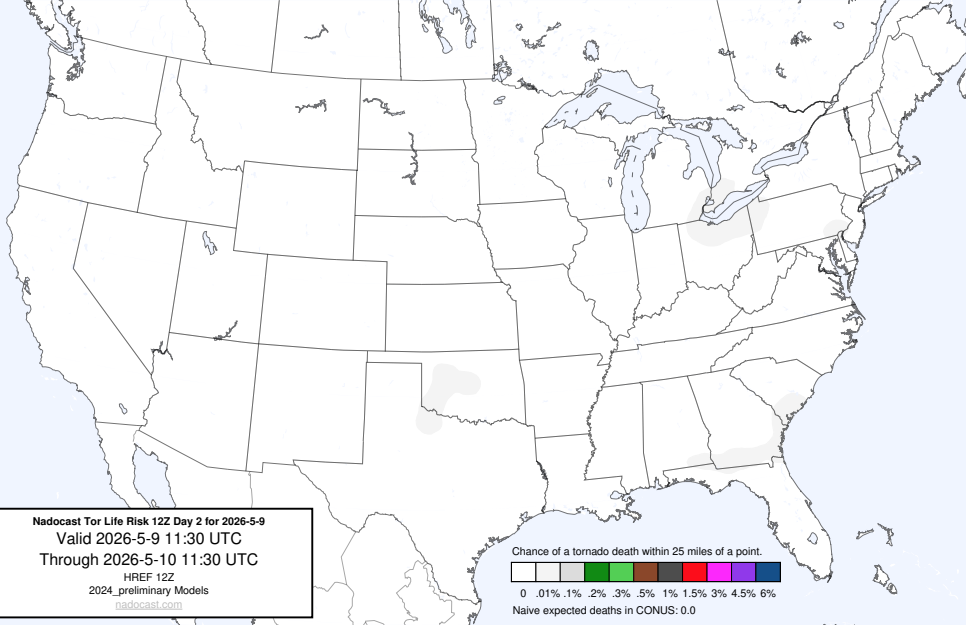 Nadocast Tor Life Risk 12Z Day 2 for 2026-5-9
Valid 2026-5-9 11:30 UTC
Through 2026-5-10 11:30 UTC
HREF 12Z
2024_preliminary Models
nadocast.com
Chance of a tornado death within 25 miles of a point.
0 .01% .1% .2% .3% .5% 1% 1.5% 3% 4.5% 6%
Naive expected deaths in CONUS: 0.0